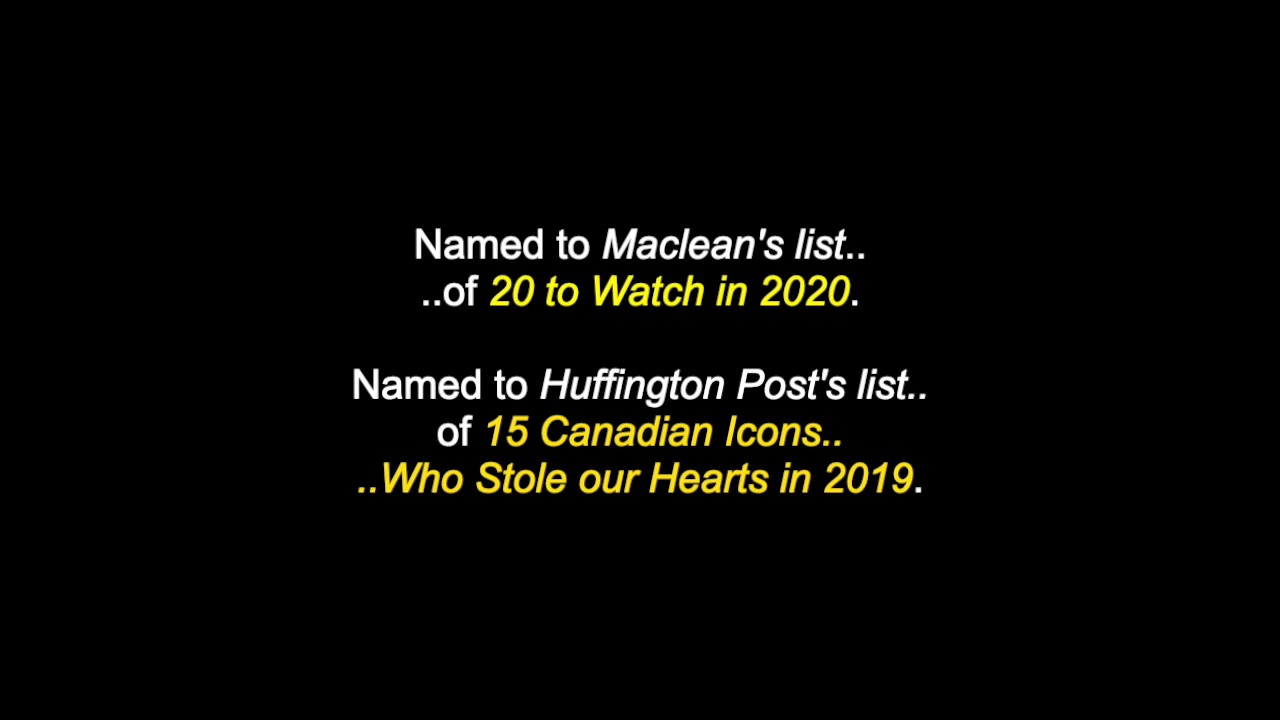 Named to Maclean's list..
..of 20 to Watch in 2020.
Named to Huffington Post's list..
of 15 Canadian Icons..
..Who Stole our Hearts in 2019.